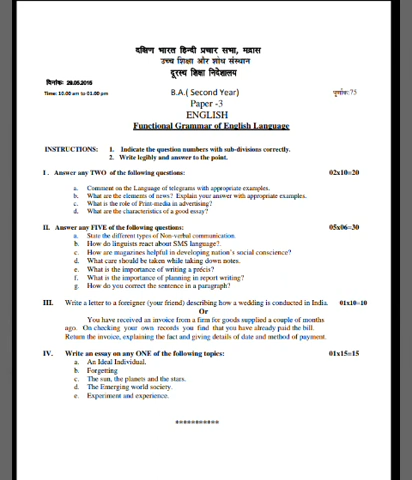 दक्षिण भारत हिन्दी प्रचार सभा, मद्रास
उच्च शिक्षा और शोध संस्थान
दूरस्थ शिक्षा निदेशालय
दिनांक: 29.05.2015
Time: 10.00 am to 01.00 pm B.A.( Second Year) पूर्णांक:75
Paper -3
ENGLISH
Functional Grammar of English Language
INSTRUCTIONS: 1. Indicate the question numbers with sub-divisions correctly.
2. Write legibly and answer to the point.
I . Answer any TWO of the following questions: 02x10=20
a. Comment on the Language of telegrams with appropriate examples.
b. What are the elements of news? Explain your answer with appropriate examples.
c. What is the role of Print-media in advertising?
d. What are the characteristics of a good essay?
II. Answer any FIVE of the following questions: 05x06=30
a. State the different types of Non-verbal communication.
b. How do linguists react about SMS language?.
c. How are magazines helpful in developing nation's social conscience?
d. What care should be taken while taking down notes.
e. What is the importance of writing a précis?
f. What is the importance of planning in report writing?
g. How do you correct the sentence in a paragraph?
III. Write a letter to a foreigner (your friend) describing how a wedding is conducted in India. 01x10=10
Or
You have received an invoice from a firm for goods supplied a couple of months
ago. On checking your own records you find that you have already paid the bill.
Return the invoice, explaining the fact and giving details of date and method of payment.
IV. Write an essay on any ONE of the following topics: 01x15=15
a. An Ideal Individual.
b. Forgetting
c. The sun, the planets and the stars.
d. The Emerging world society.
e. Experiment and experience.
***********